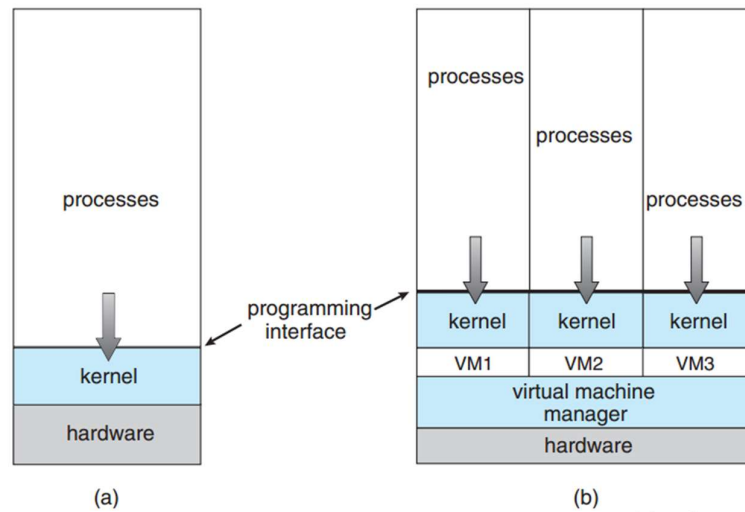 processes
kernel
hardware
(a)
programming
interface
processes
processes
processes
kernel
kernel
kernel
VM1
VM2
VM3
virtual machine
manager
hardware
(b)